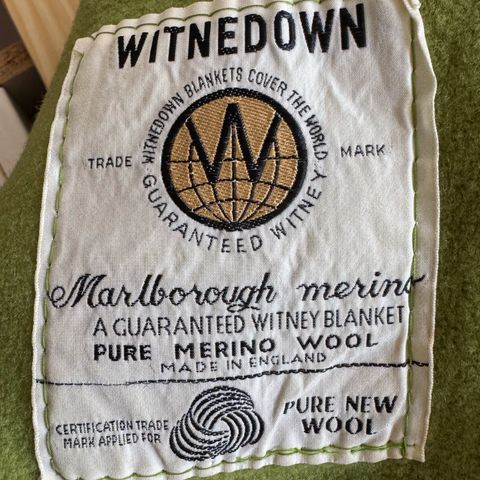 WITNEDOWN
WITNEDOWN BLANKETS COVER THE WORLD
TRADE W MARK
GUARANTEED WITNEY
Marlborough merino
A GUARANTEED WITNEY BLANKET
PURE MERINO WOOL
MADE IN ENGLAND
CERTIFICATION TRADE
MARK APPLIED FOR
PURE NEW
WOOL